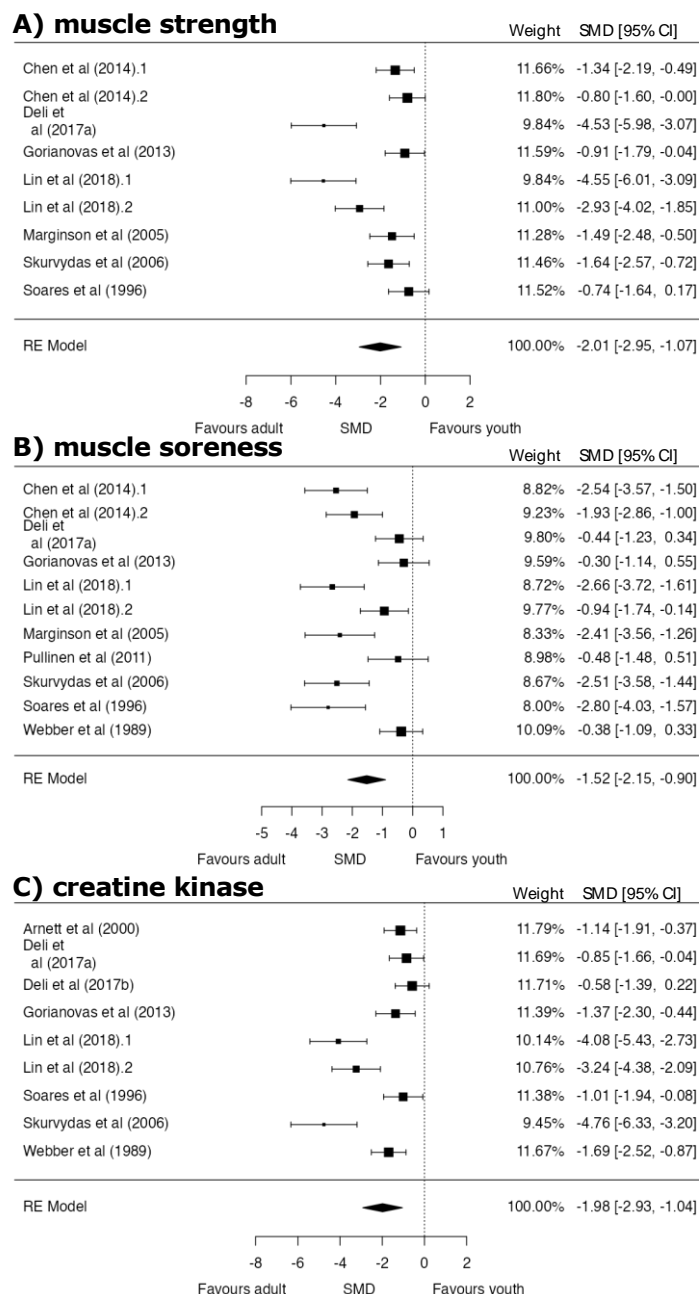 A) muscle strength
Weight SMD [95% CI]
Chen et al (2014).1 11.66% -1.34 [-2.19, -0.49]
Chen et al (2014).2 11.80% -0.80 [-1.60, -0.00]
Deli et
al (2017a) 9.84% -4.53 [-5.98, -3.07]
Gorianovas et al (2013) 11.59% -0.91 [-1.79, -0.04]
Lin et al (2018).1 9.84% -4.55 [-6.01, -3.09]
Lin et al (2018).2 11.00% -2.93 [-4.02, -1.85]
Marginson et al (2005) 11.28% -1.49 [-2.48, -0.50]
Skurvydas et al (2006) 11.46% -1.64 [-2.57, -0.72]
Soares et al (1996) 11.52% -0.74 [-1.64, 0.17]
RE Model 100.00% -2.01 [-2.95, -1.07]
-8 -6 -4 -2 0 2
Favours adult SMD Favours youth
B) muscle soreness
Weight SMD [95% CI]
Chen et al (2014).1 8.82% -2.54 [-3.57, -1.50]
Chen et al (2014).2 9.23% -1.93 [-2.86, -1.00]
Deli et
al (2017a) 9.80% -0.44 [-1.23, 0.34]
Gorianovas et al (2013) 9.59% -0.30 [-1.14, 0.55]
Lin et al (2018).1 8.72% -2.66 [-3.72, -1.61]
Lin et al (2018).2 9.77% -0.94 [-1.74, -0.14]
Marginson et al (2005) 8.33% -2.41 [-3.56, -1.26]
Pullinen et al (2011) 8.98% -0.48 [-1.48, 0.51]
Skurvydas et al (2006) 8.67% -2.51 [-3.58, -1.44]
Soares et al (1996) 8.00% -2.80 [-4.03, -1.57]
Webber et al (1989) 10.09% -0.38 [-1.09, 0.33]
RE Model 100.00% -1.52 [-2.15, -0.90]
-5 -4 -3 -2 -1 0 1
Favours adult SMD Favours youth
C) creatine kinase
Weight SMD [95% CI]
Arnett et al (2000) 11.79% -1.14 [-1.91, -0.37]
Deli et
al (2017a) 11.69% -0.85 [-1.66, -0.04]
Deli et al (2017b) 11.71% -0.58 [-1.39, 0.22]
Gorianovas et al (2013) 11.39% -1.37 [-2.30, -0.44]
Lin et al (2018).1 10.14% -4.08 [-5.43, -2.73]
Lin et al (2018).2 10.76% -3.24 [-4.38, -2.09]
Soares et al (1996) 11.38% -1.01 [-1.94, -0.08]
Skurvydas et al (2006) 9.45% -4.76 [-6.33, -3.20]
Webber et al (1989) 11.67% -1.69 [-2.52, -0.87]
RE Model 100.00% -1.98 [-2.93, -1.04]
-8 -6 -4 -2 0 2
Favours adult SMD Favours youth